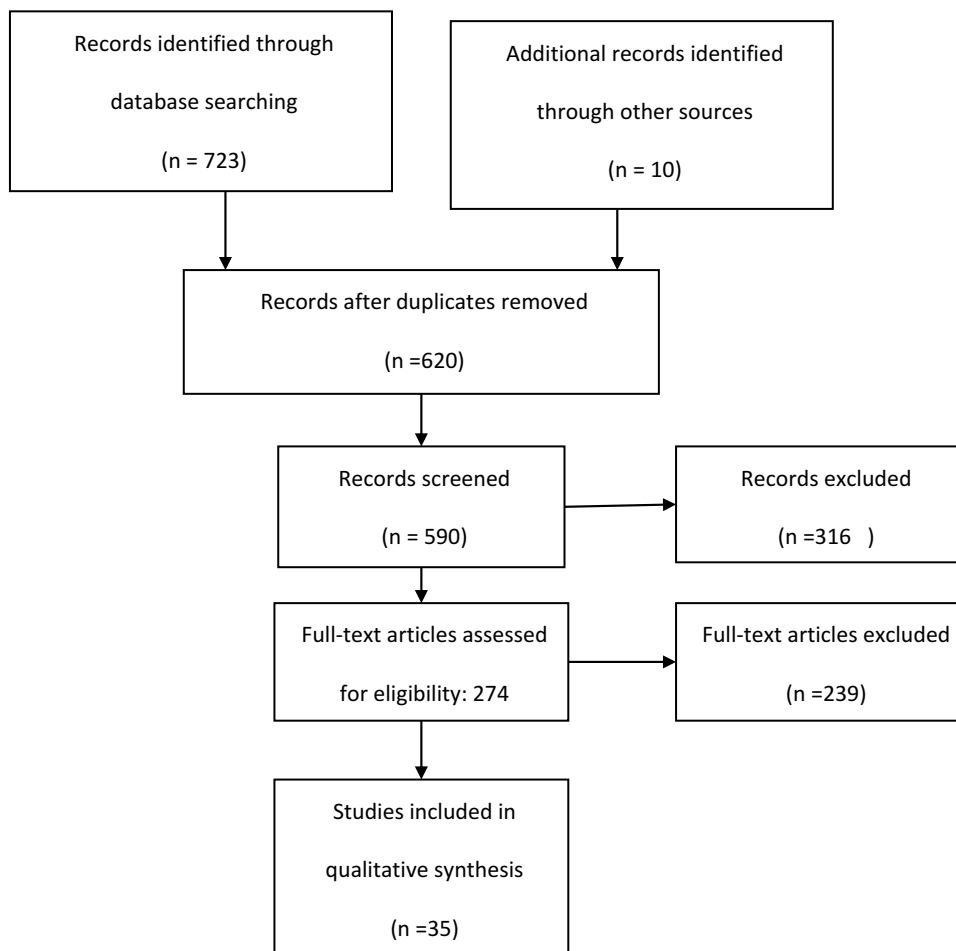 Records identified through
database searching
(n = 723)
Additional records identified
through other sources
(n = 10)
Records after duplicates removed
(n =620)
Records screened
(n = 590)
Records excluded
(n =316 )
Full-text articles assessed
for eligibility: 274
Full-text articles excluded
(n =239)
Studies included in
qualitative synthesis
(n =35)